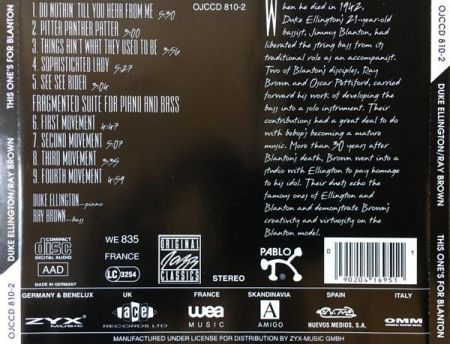 THIS ONE'S FOR BLANTON
DUKE ELLINGTON/RAY BROWN
OJCCD 810-2
OJCCD 810-2
1. DO NOTHIN' TILL YOU HEAR FROM ME 5:30
2. PITTER PANTHER PATTER 3:00
3. THINGS AIN'T WHAT THEY USED TO BE 3:56
4. SOPHISTICATED LADY 5:27
5. SEE SEE RIDER 3:04
FRAGMENTED SUITE FOR PIANO AND BASS
6. FIRST MOVEMENT 4:47
7. SECOND MOVEMENT 5:07
8. THIRD MOVEMENT 3:35
9. FOURTH MOVEMENT 4:59
DUKE ELLINGTON—piano
RAY BROWN—bass
When he died in 1942,
Duke Ellington's 21-year-old
bassist, Jimmy Blanton, had
liberated the string bass from its
traditional role as an accompanist.
Two of Blanton's disciples, Ray
Brown and Oscar Pettiford, carried
forward his work of developing the
bass into a solo instrument. Their
contributions had a great deal to do
with bebop's becoming a mature
music. More than 30 years after
Blanton's death, Brown went into a
studio with Ellington to pay homage
to his idol. Their duets echo the
famous ones of Ellington and
Blanton and demonstrate Brown's
creativity and virtuosity on the
Blanton model.
COMPACT
disc
DIGITAL AUDIO
AAD
MADE IN GERMANY
WE 835
FRANCE
LC 3254
ORIGINAL
Jazz
CLASSICS
STEREO
PABLO
0 90204 16951 1
GERMANY & BENELUX
UK
FRANCE
SKANDINAVIA
SPAIN
ITALY
ZYX
MUSIC
ace
RECORDS LTD
wea
MUSIC
A
AMIGO
NUEVOS MEDIOS, S.A.
OMM
MANUFACTURED UNDER LICENSE FOR DISTRIBUTION BY ZYX-MUSIC GMBH
OJCCD 810-2
DUKE ELLINGTON/RAY BROWN
THIS ONE'S FOR BLANTON